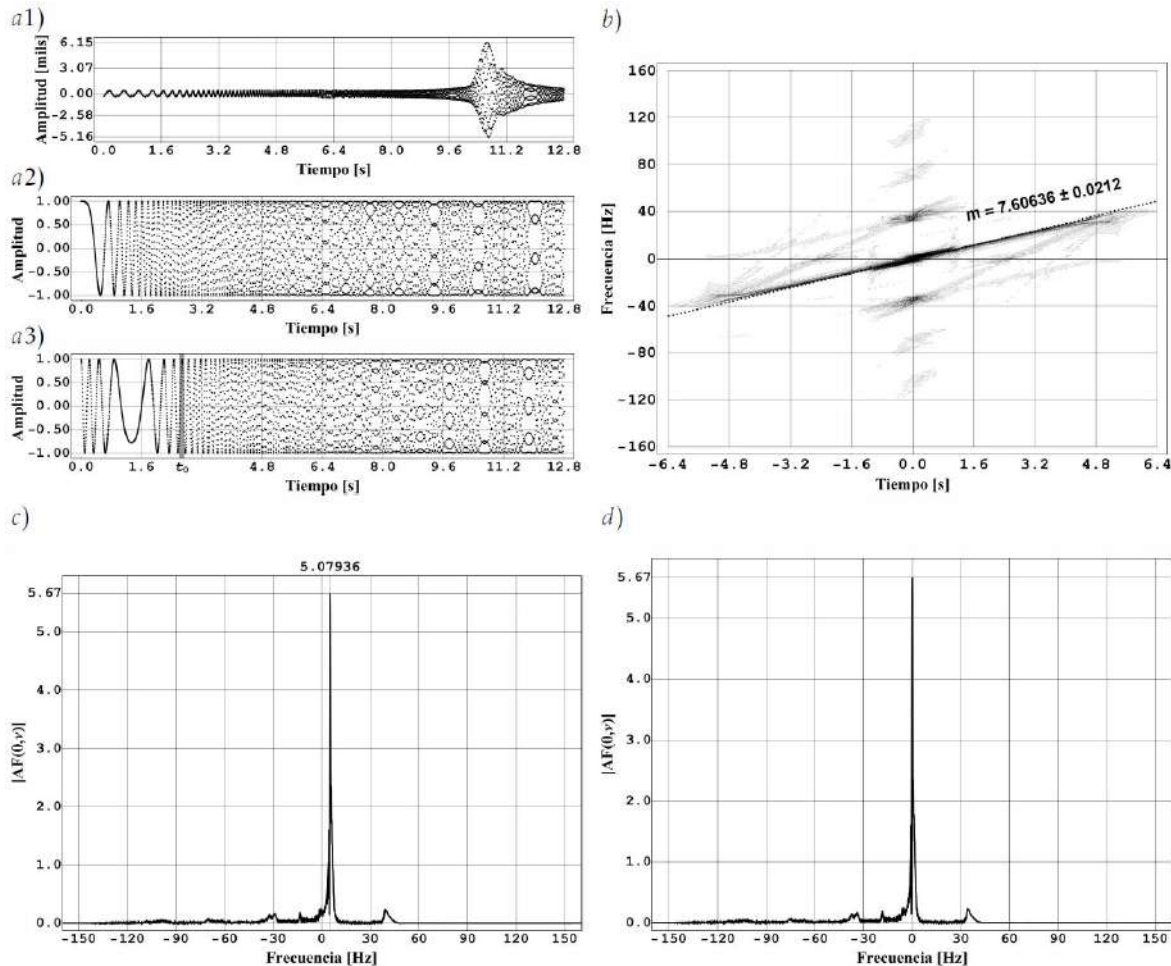 a1)
Amplitud [mils]
6.15
3.07
0.00
-2.58
-5.16
0.0 1.6 3.2 4.8 6.4 8.0 9.6 11.2 12.8
Tiempo [s]
a2)
Amplitud
1.00
0.50
0.00
-0.50
-1.00
0.0 1.6 3.2 4.8 6.4 8.0 9.6 11.2 12.8
Tiempo [s]
a3)
Amplitud
1.00
0.50
0.00
-0.50
-1.00
0.0 1.6 t₀ 3.2 4.8 6.4 8.0 9.6 11.2 12.8
Tiempo [s]
b)
Frecuencia [Hz]
160
120
80
40
0
-40
-80
-120
-160
m = 7.60636 ± 0.0212
-6.4 -4.8 -3.2 -1.6 0.0 1.6 3.2 4.8 6.4
Tiempo [s]
c)
5.07936
|AF(0,ν)|
5.67
5.0
4.0
3.0
2.0
1.0
0.0
-150 -120 -90 -60 -30 0 30 60 90 120 150
Frecuencia [Hz]
d)
|AF(0,ν)|
5.67
5.0
4.0
3.0
2.0
1.0
0.0
-150 -120 -90 -60 -30 0 30 60 90 120 150
Frecuencia [Hz]